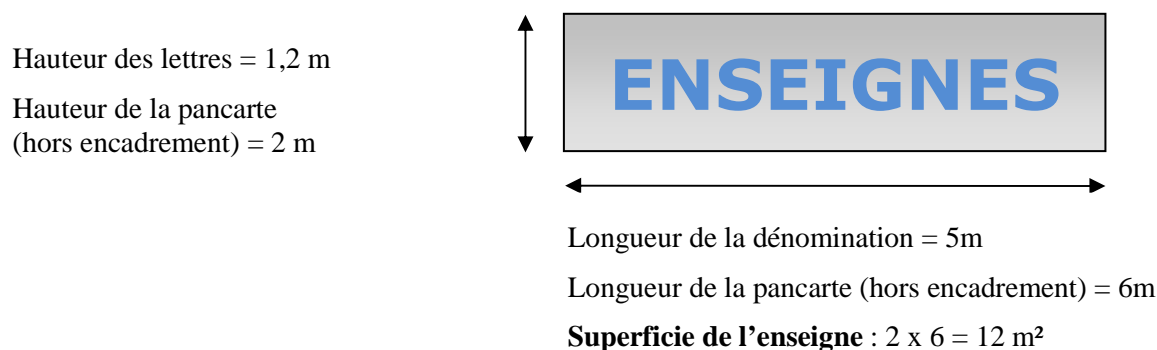 Hauteur des lettres = 1,2 m
Hauteur de la pancarte
(hors encadrement) = 2 m
ENSEIGNES
Longueur de la dénomination = 5m
Longueur de la pancarte (hors encadrement) = 6m
Superficie de l’enseigne : 2 x 6 = 12 m²